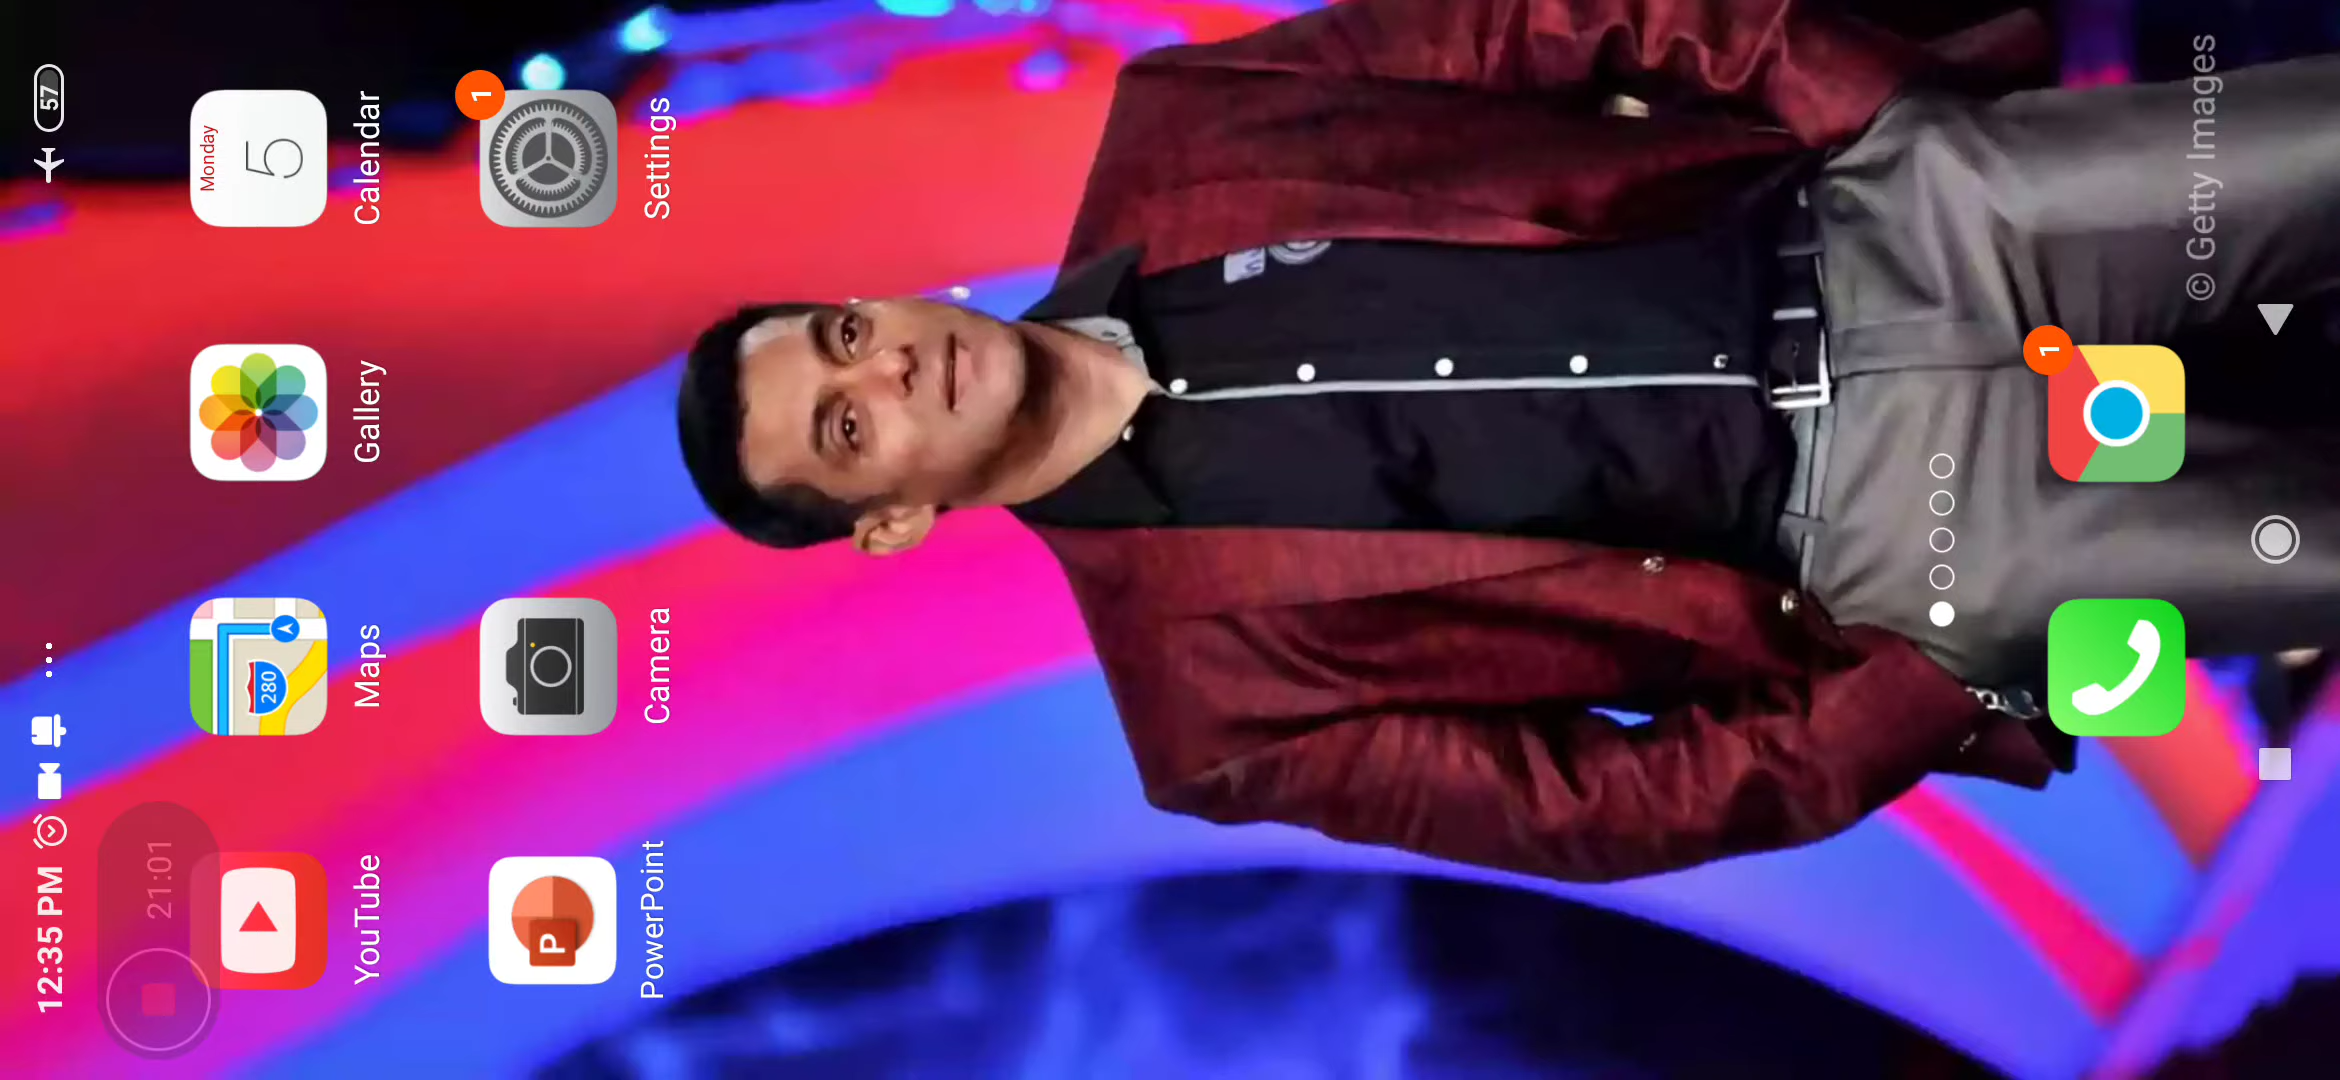 12:35 PM
57
21:01
Monday
5
280
YouTube
Maps
Gallery
Calendar
1
P
PowerPoint
Camera
Settings
1
© Getty Images